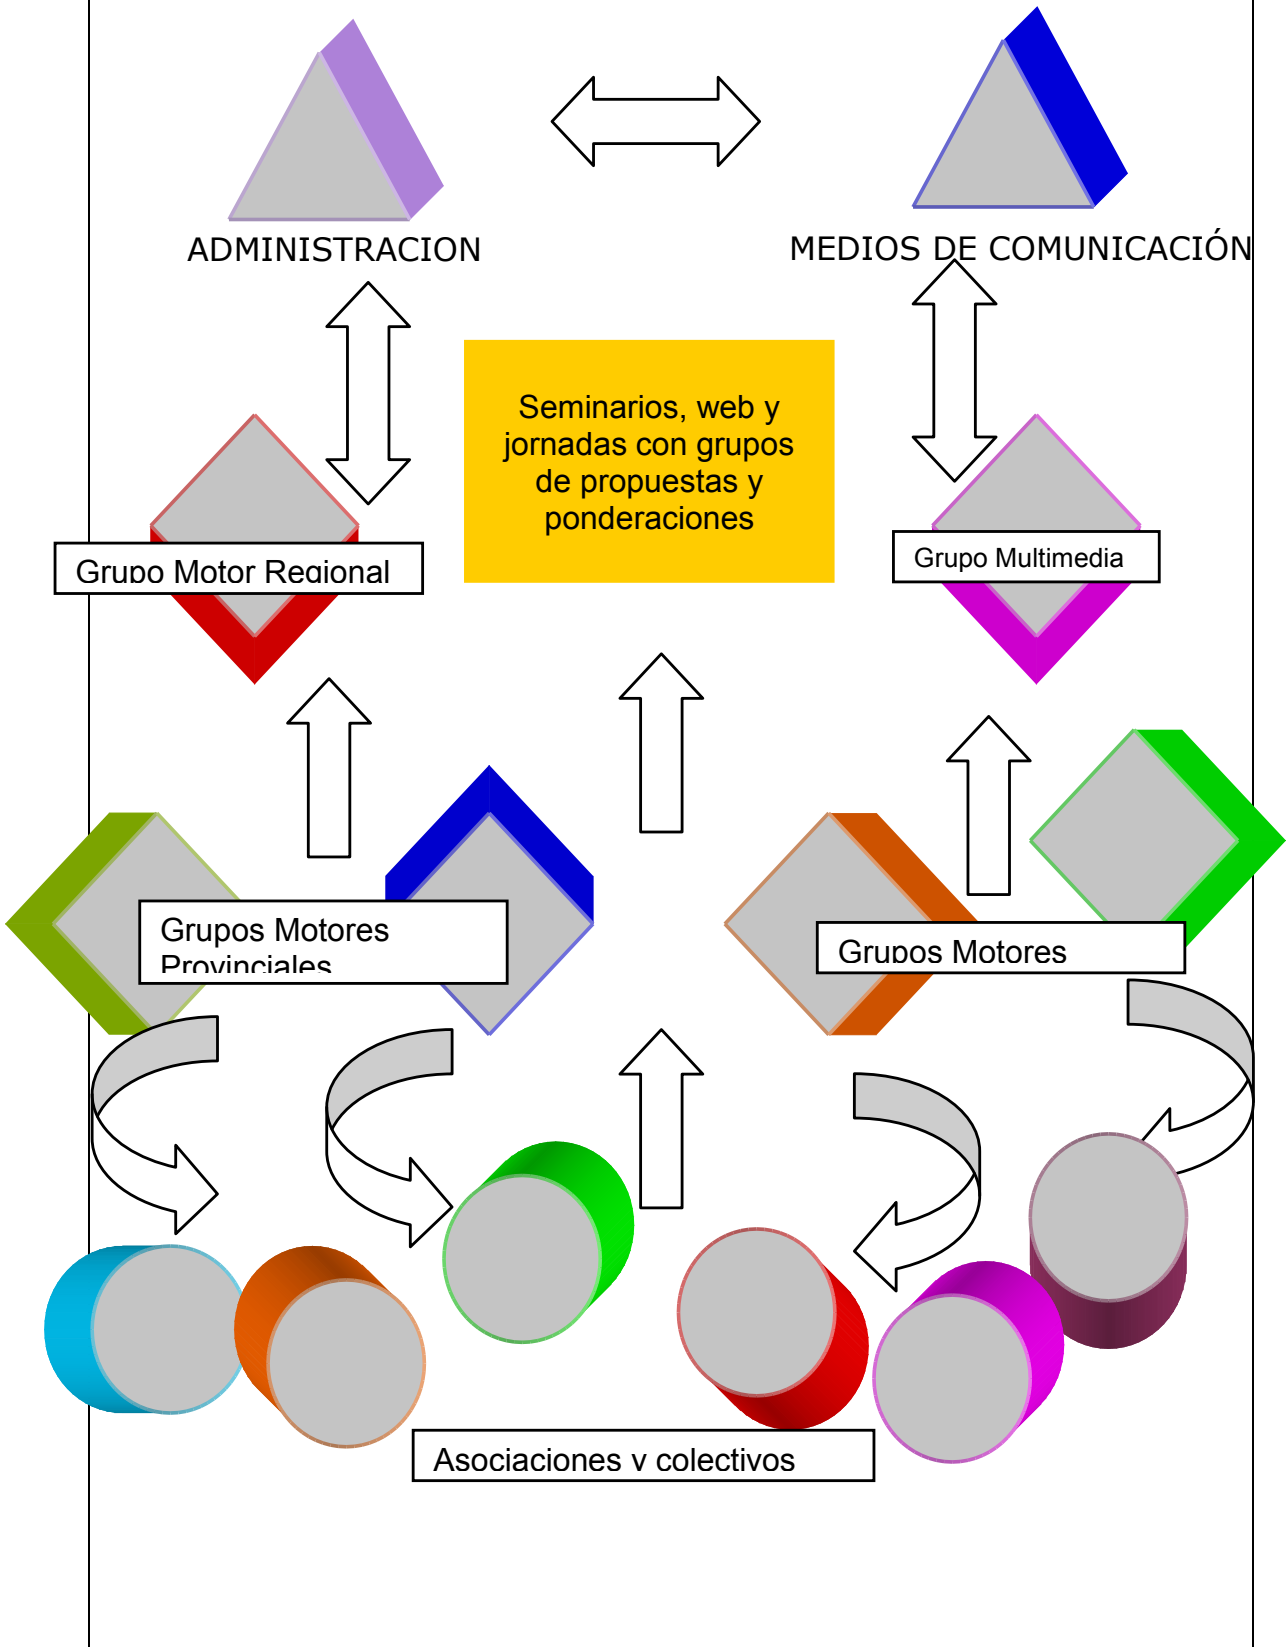 ADMINISTRACION
MEDIOS DE COMUNICACIÓN
Seminarios, web y
jornadas con grupos
de propuestas y
ponderaciones
Grupo Motor Regional
Grupo Multimedia
Grupos Motores
Provinciales
Grupos Motores
Asociaciones y colectivos